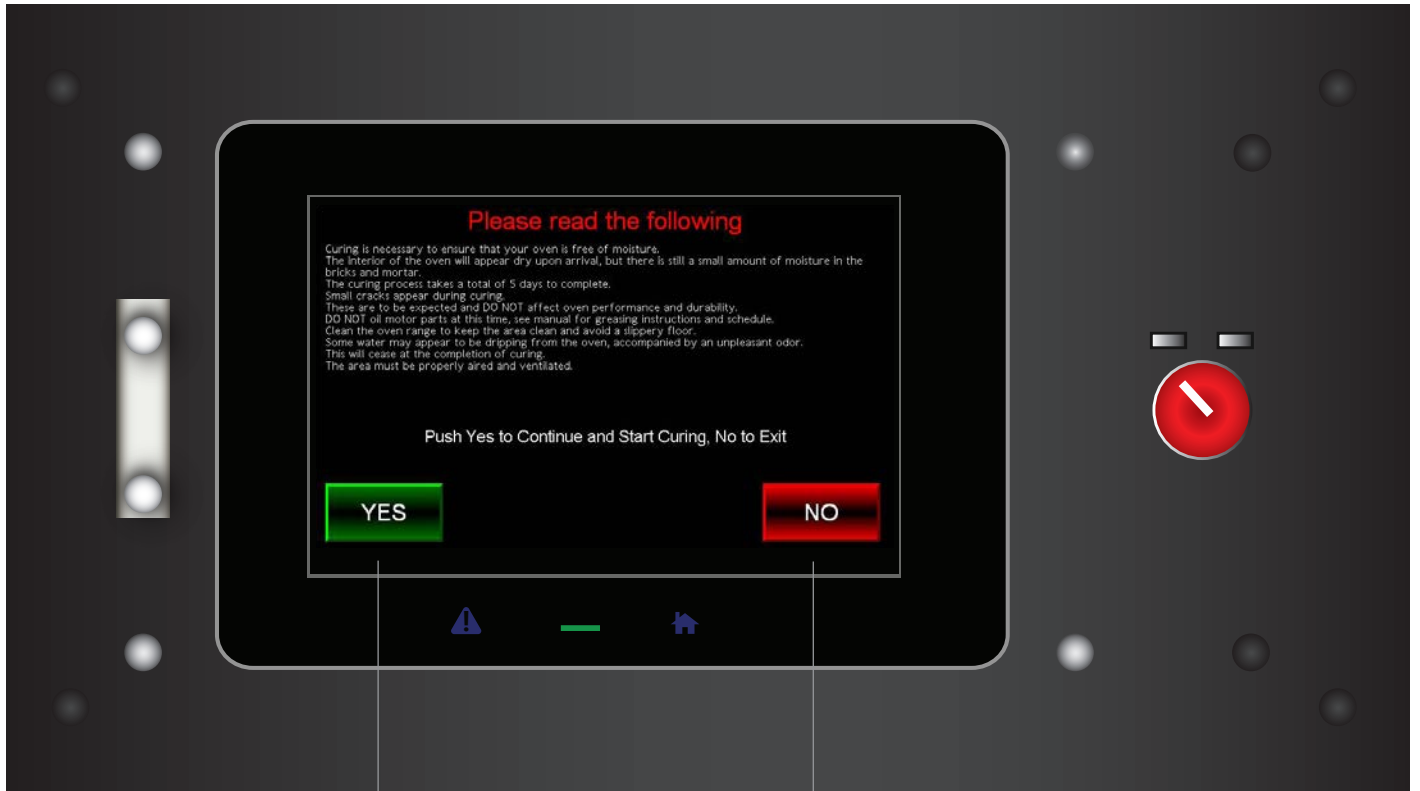 Please read the following
Curing is necessary to ensure that your oven is free of moisture.
The interior of the oven will appear dry upon arrival, but there is still a small amount of moisture in the
bricks and mortar.
The curing process takes a total of 5 days to complete.
Small cracks appear during curing.
These are to be expected and DO NOT affect oven performance and durability.
DO NOT oil motor parts at this time, see manual for greasing instructions and schedule.
Clean the oven range to keep the area clean and avoid a slippery floor.
Some water may appear to be dripping from the oven, accompanied by an unpleasant odor.
This will cease at the completion of curing.
The area must be properly aired and ventilated.
Push Yes to Continue and Start Curing, No to Exit
YES
NO